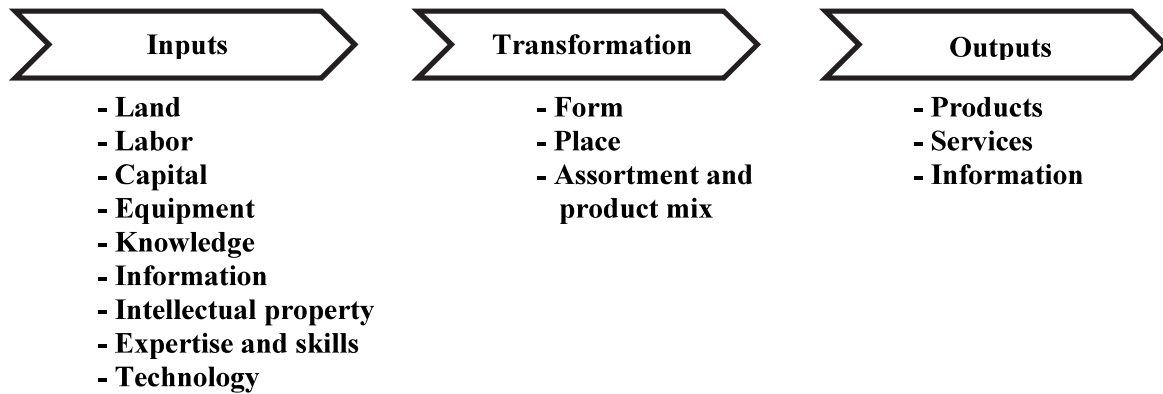 Inputs
- Land
- Labor
- Capital
- Equipment
- Knowledge
- Information
- Intellectual property
- Expertise and skills
- Technology
Transformation
- Form
- Place
- Assortment and
product mix
Outputs
- Products
- Services
- Information